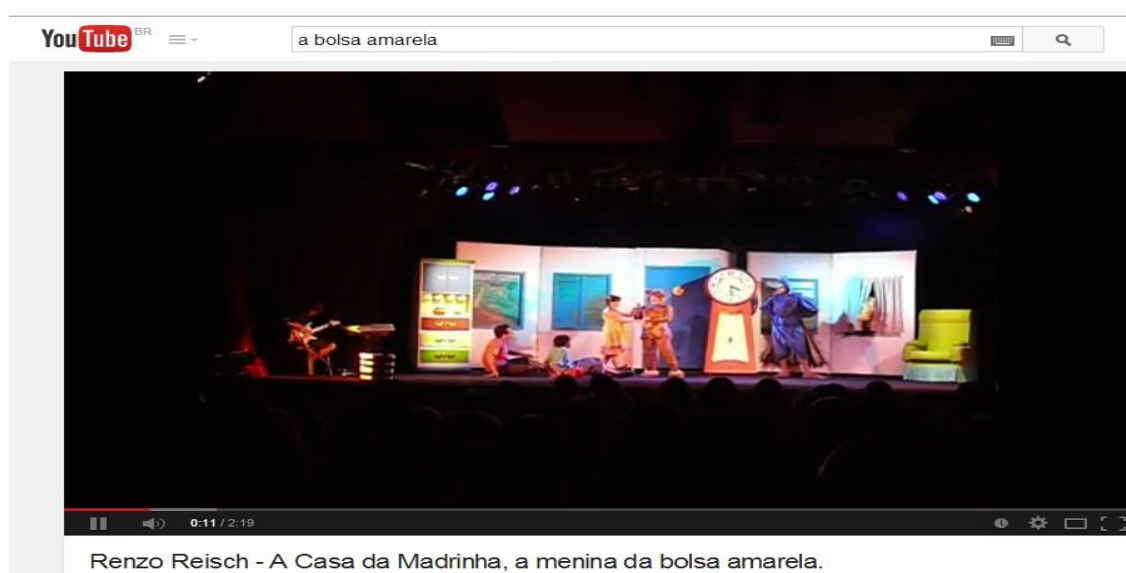 YouTube BR
a bolsa amarela
0:11 / 2:19
Renzo Reisch - A Casa da Madrinha, a menina da bolsa amarela.